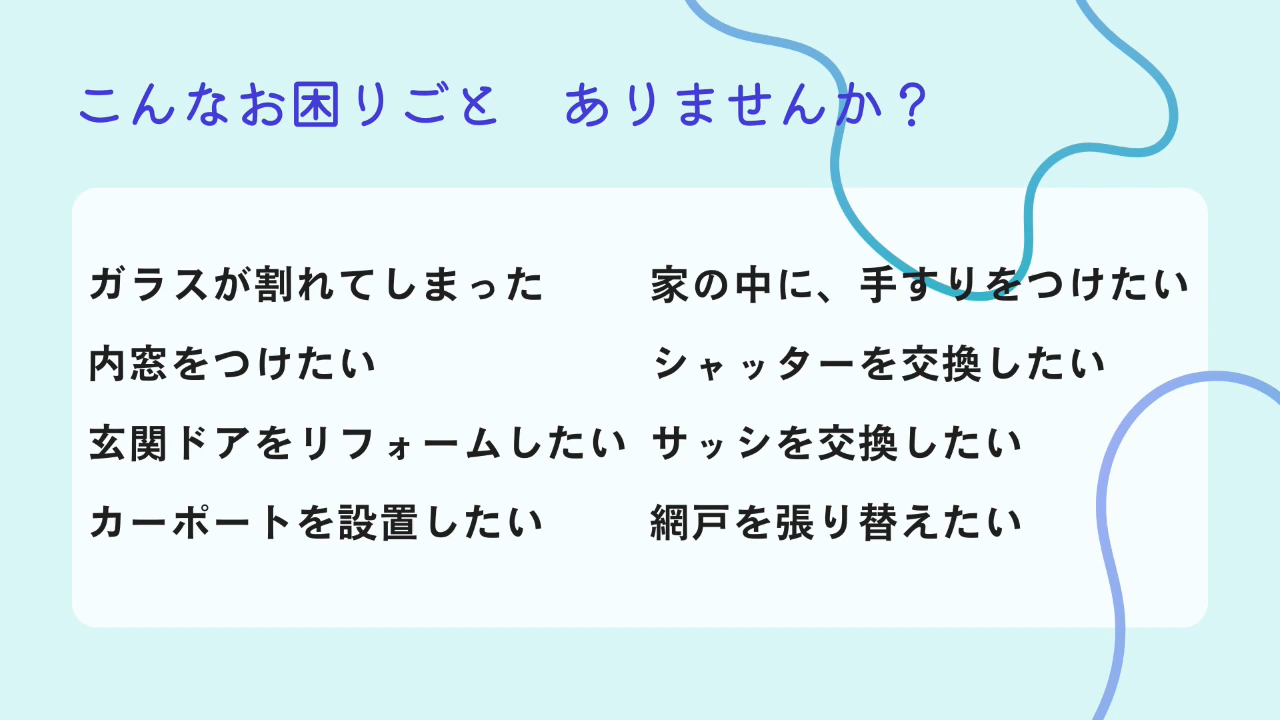 こんなお困りごと　ありませんか？
ガラスが割れてしまった
内窓をつけたい
玄関ドアをリフォームしたい
カーポートを設置したい
家の中に、手すりをつけたい
シャッターを交換したい
サッシを交換したい
網戸を張り替えたい